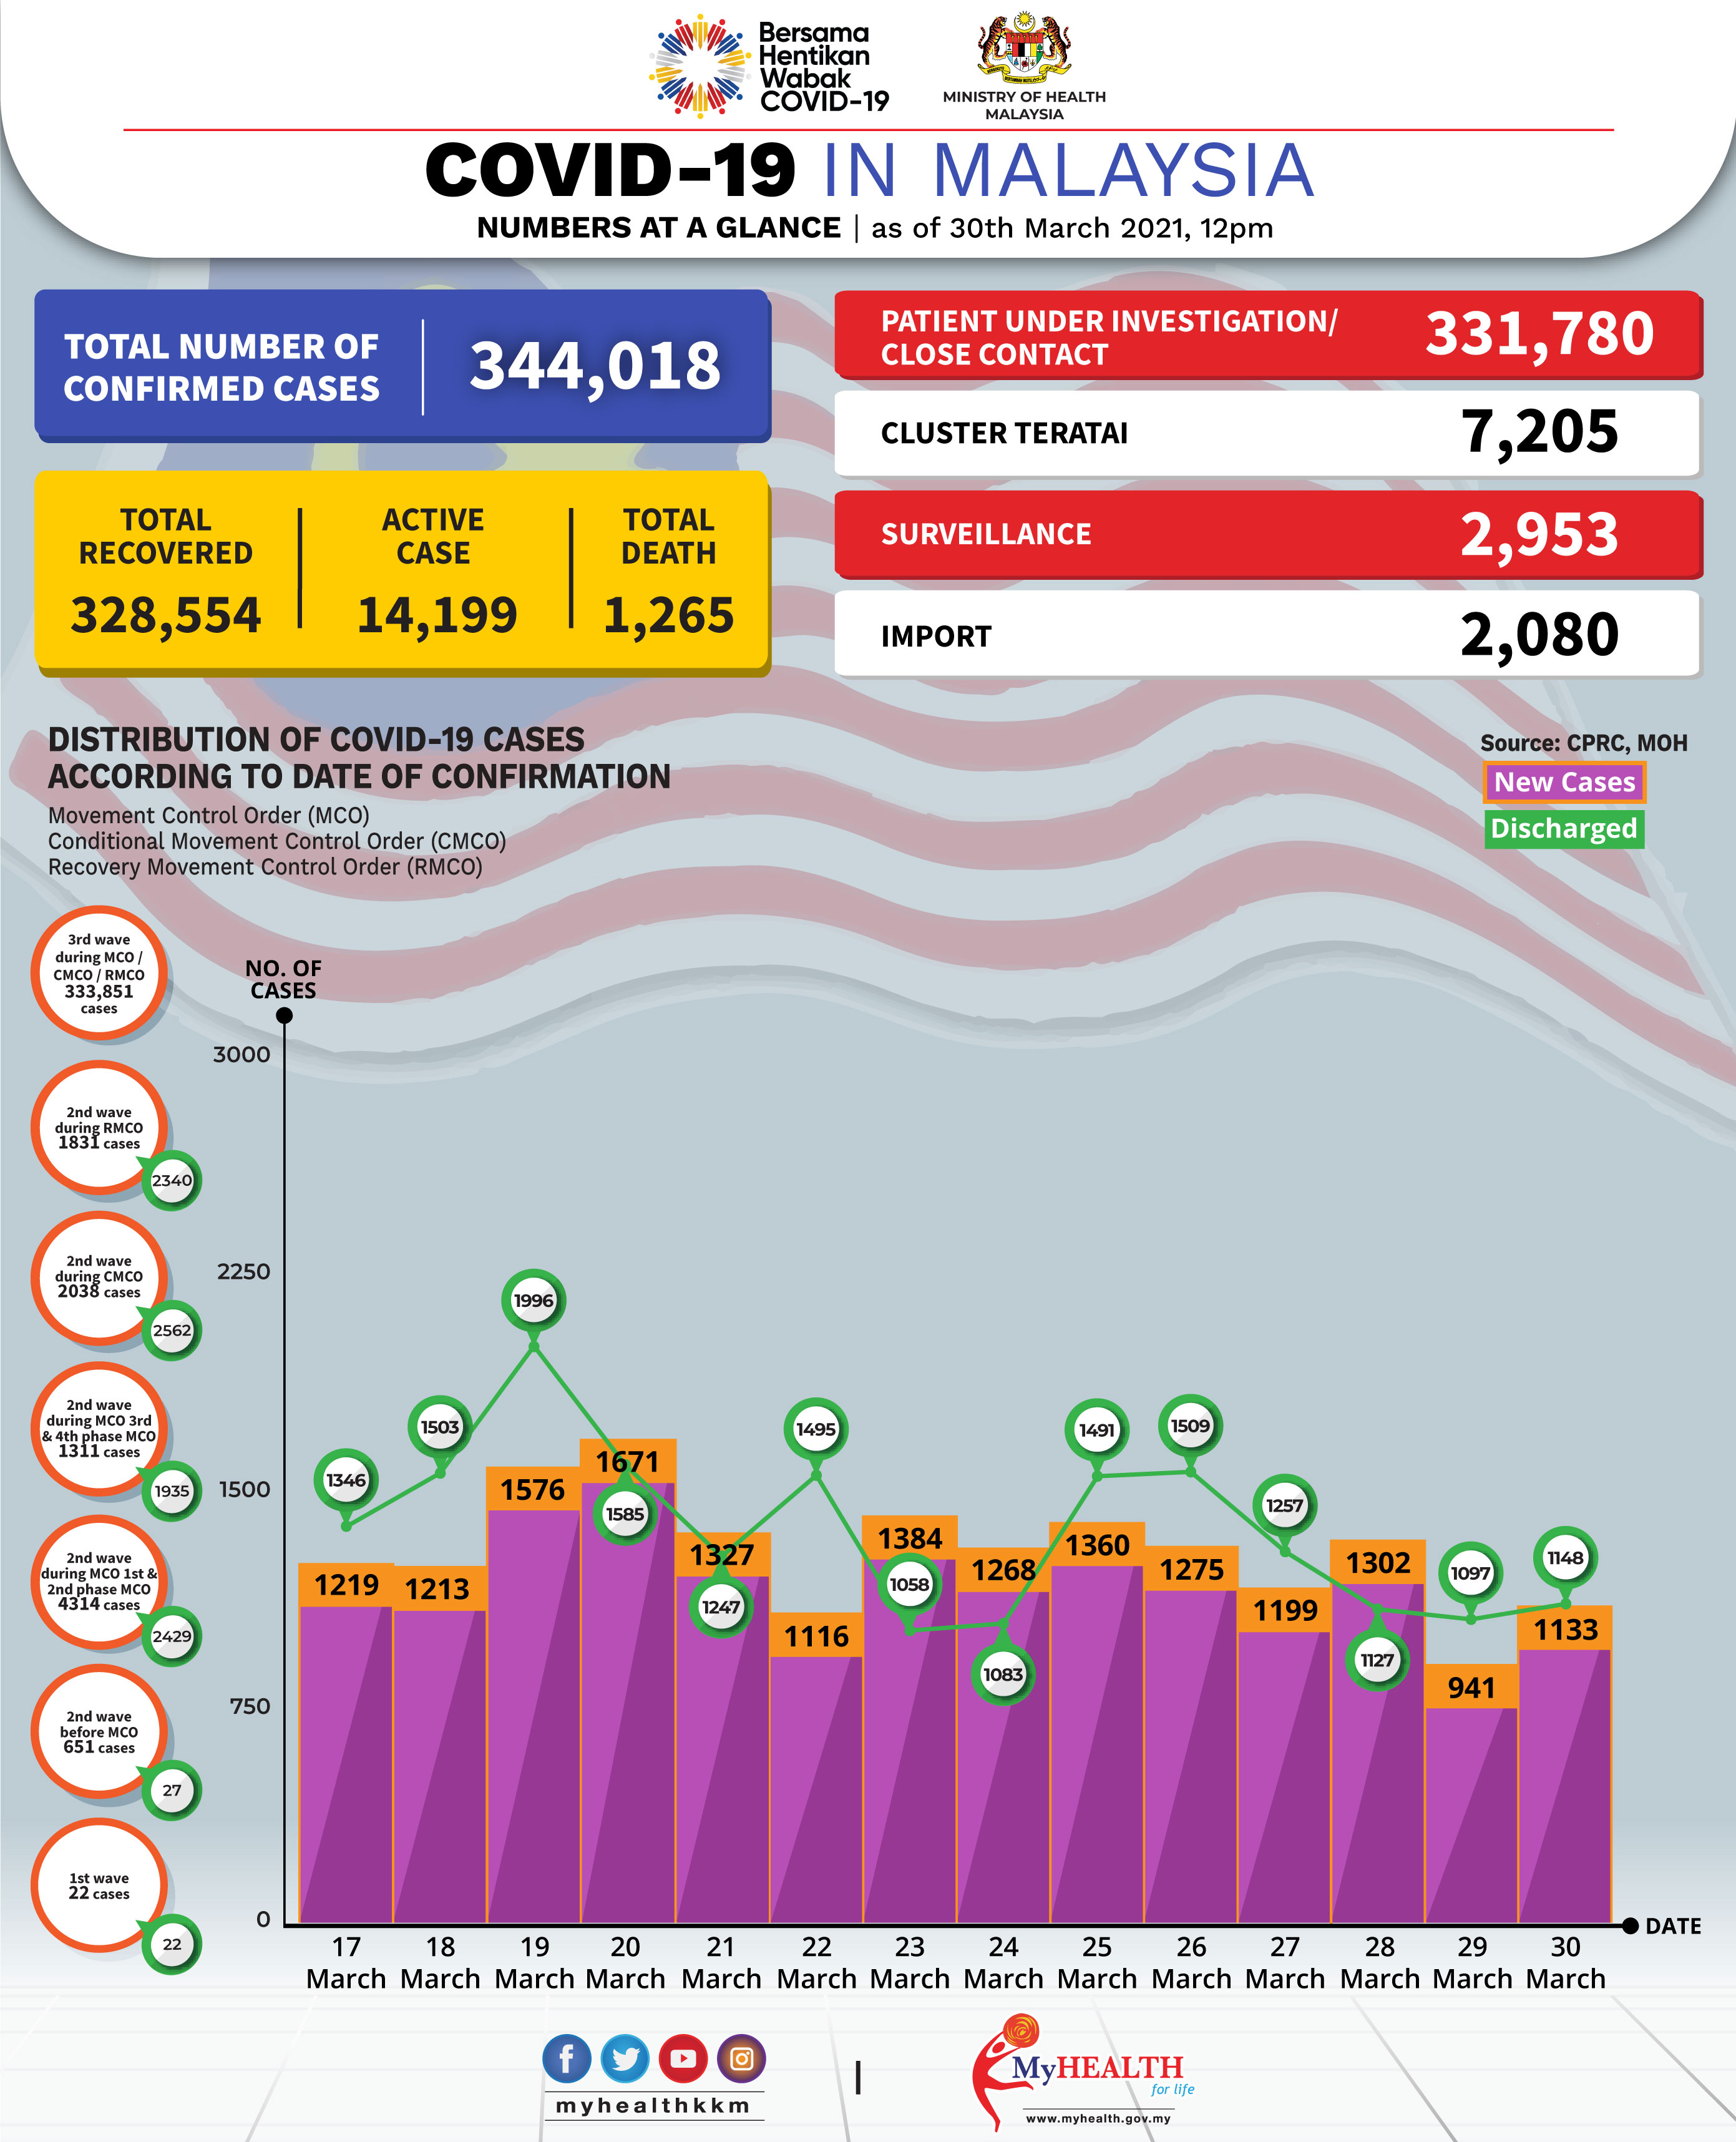 Bersama
Hentikan
Wabak
COVID-19
MINISTRY OF HEALTH
MALAYSIA
COVID-19 IN MALAYSIA
NUMBERS AT A GLANCE | as of 30th March 2021, 12pm
TOTAL NUMBER OF
CONFIRMED CASES
344,018
TOTAL
RECOVERED
328,554
ACTIVE
CASE
14,199
TOTAL
DEATH
1,265
PATIENT UNDER INVESTIGATION/
CLOSE CONTACT
331,780
CLUSTER TERATAI
7,205
SURVEILLANCE
2,953
IMPORT
2,080
DISTRIBUTION OF COVID-19 CASES
ACCORDING TO DATE OF CONFIRMATION
Movement Control Order (MCO)
Conditional Movement Control Order (CMCO)
Recovery Movement Control Order (RMCO)
Source: CPRC, MOH
New Cases
Discharged
3rd wave
during MCO /
CMCO / RMCO
333,851
cases
2nd wave
during RMCO
1831 cases
2340
2nd wave
during CMCO
2038 cases
2562
2nd wave
during MCO 3rd
& 4th phase MCO
1311 cases
1935
2nd wave
during MCO 1st &
2nd phase MCO
4314 cases
2429
2nd wave
before MCO
651 cases
27
1st wave
22 cases
22
NO. OF
CASES
3000
2250
1500
750
0
1346
1503
1996
1585
1247
1495
1058
1083
1491
1509
1257
1127
1097
1148
1219
1213
1576
1671
1327
1116
1384
1268
1360
1275
1199
1302
941
1133
DATE
17
March
18
March
19
March
20
March
21
March
22
March
23
March
24
March
25
March
26
March
27
March
28
March
29
March
30
March
myhealthkkm
MyHEALTH
for life
www.myhealth.gov.my